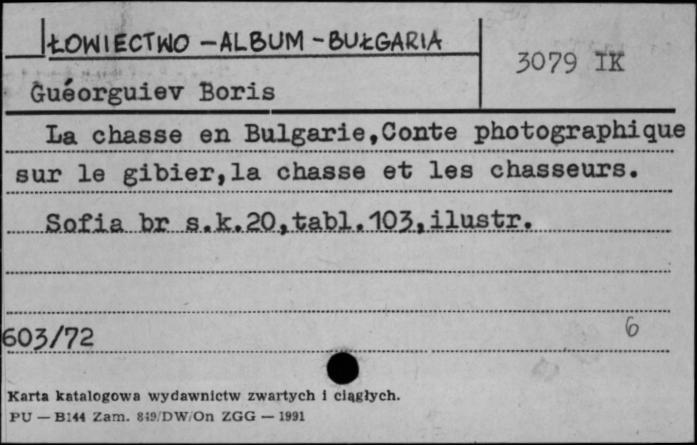 ŁOWIECTWO – ALBUM – BUŁGARIA
3079 IK
Guéorguiev Boris
La chasse en Bulgarie,Conte photographique
sur le gibier,la chasse et les chasseurs.
Sofia br s.k.20,tabl.103,ilustr.
603/72
6
Karta katalogowa wydawnictw zwartych i ciągłych.
PU — B144 Zam. 849/DW/On ZGG — 1991